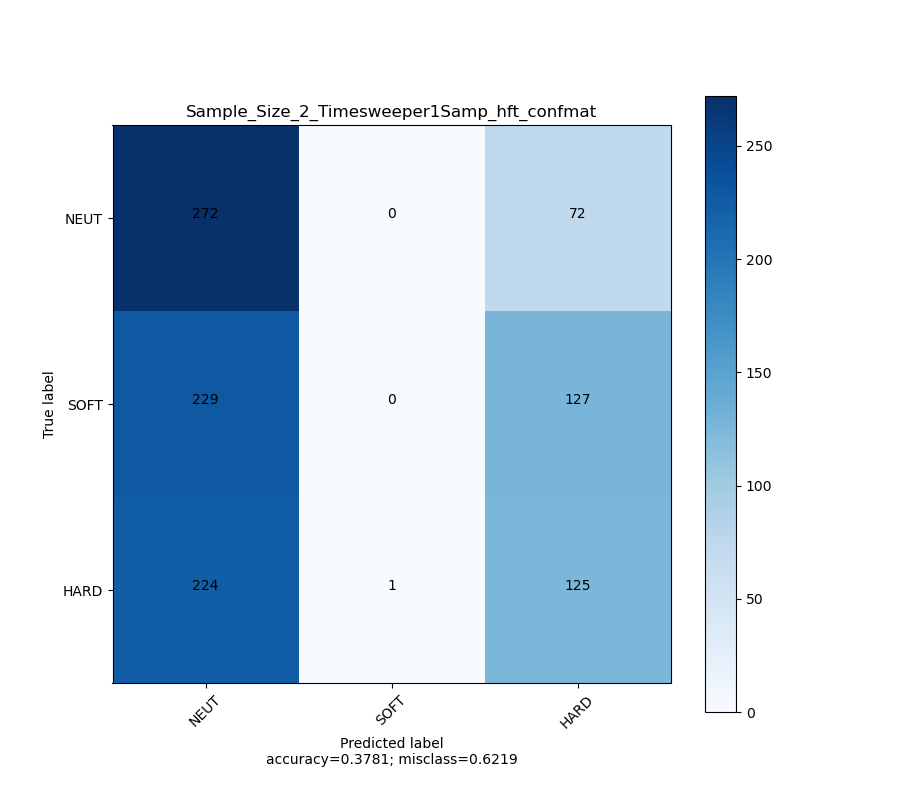 Sample_Size_2_Timesweeper1Samp_hft_confmat
True label
NEUT 272 0 72
SOFT 229 0 127
HARD 224 1 125
NEUT SOFT HARD
Predicted label
accuracy=0.3781; misclass=0.6219
250
200
150
100
50
0